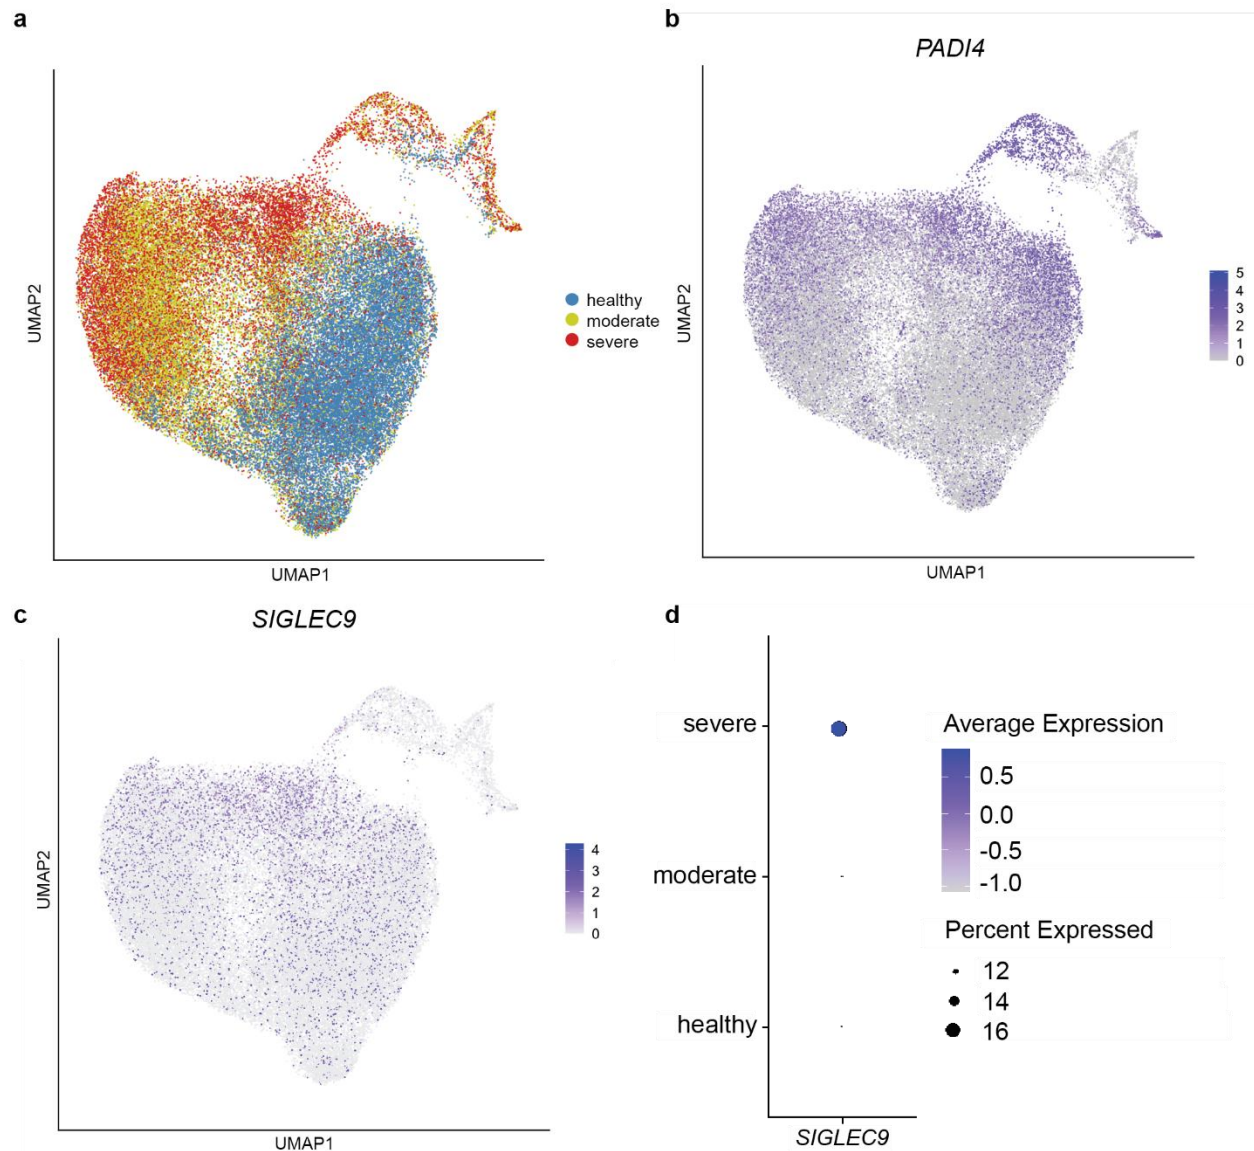 a
UMAP2
UMAP1
healthy
moderate
severe
b
PADI4
UMAP2
UMAP1
5
4
3
2
1
0
c
SIGLEC9
UMAP2
UMAP1
4
3
2
1
0
d
severe
moderate
healthy
SIGLEC9
Average Expression
0.5
0.0
-0.5
-1.0
Percent Expressed
12
14
16